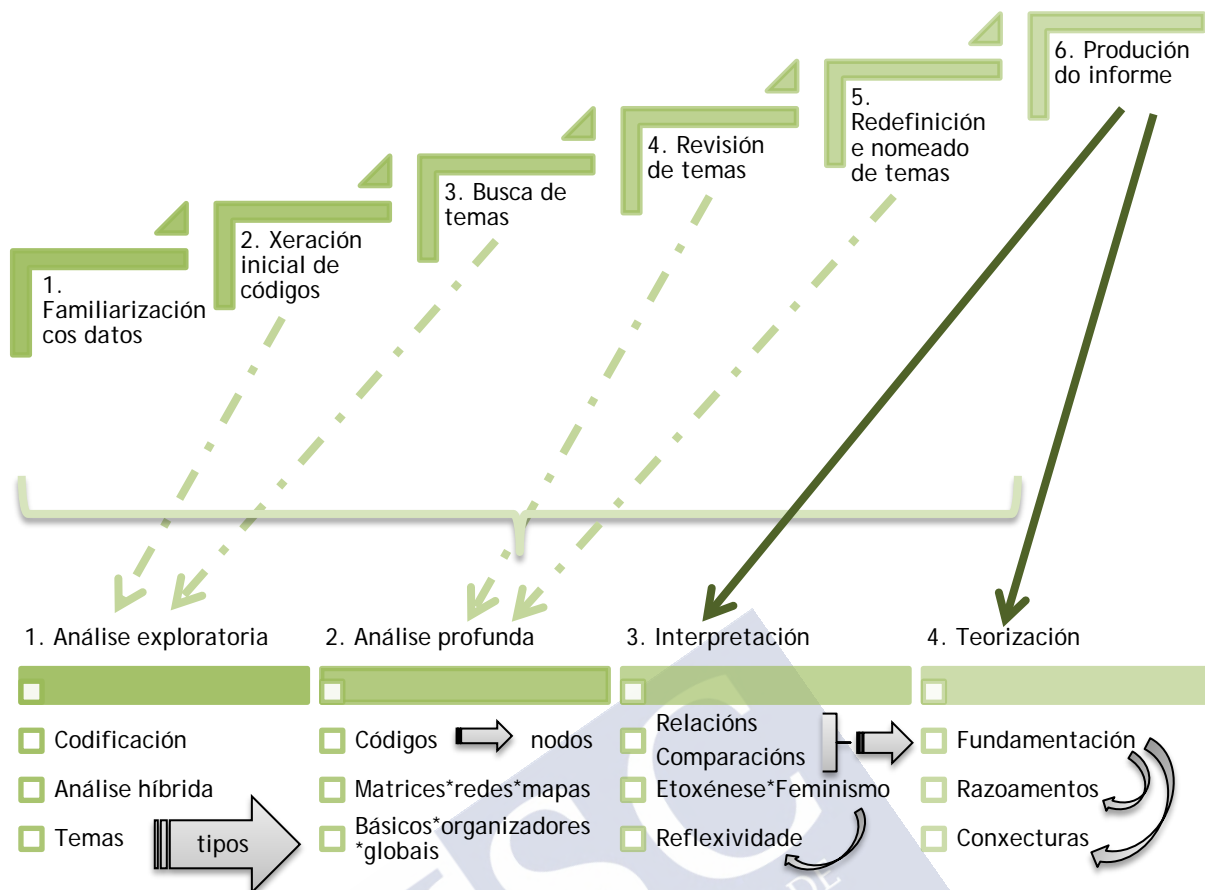 6. Produción
do informe
5.
Redefinición
e nomeado
de temas
4. Revisión
de temas
3. Busca de
temas
2. Xeración
inicial de
códigos
1.
Familiarización
cos datos
1. Análise exploratoria
Codificación
Análise híbrida
Temas
tipos
2. Análise profunda
Códigos
nodos
Matrices*redes*mapas
Básicos*organizadores
*globais
3. Interpretación
Relacións
Comparacións
Etoxénese*Feminismo
Reflexividade
4. Teorización
Fundamentación
Razoamentos
Conxecturas
SC
DE